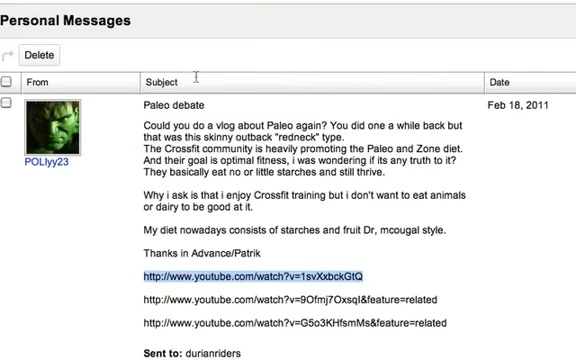 Personal Messages
Delete
From Subject Date
Paleo debate Feb 18, 2011
POLIyy23
Could you do a vlog about Paleo again? You did one a while back but
that was this skinny outback "redneck" type.
The Crossfit community is heavily promoting the Paleo and Zone diet.
And their goal is optimal fitness, i was wondering if its any truth to it?
They basically eat no or little starches and still thrive.
Why i ask is that i enjoy Crossfit training but i don't want to eat animals
or dairy to be good at it.
My diet nowadays consists of starches and fruit Dr, mcougal style.
Thanks in Advance/Patrik
http://www.youtube.com/watch?v=1svXxbckGtQ
http://www.youtube.com/watch?v=9Ofmj7OxsqI&feature=related
http://www.youtube.com/watch?v=G5o3KHfsmMs&feature=related
Sent to: durianriders